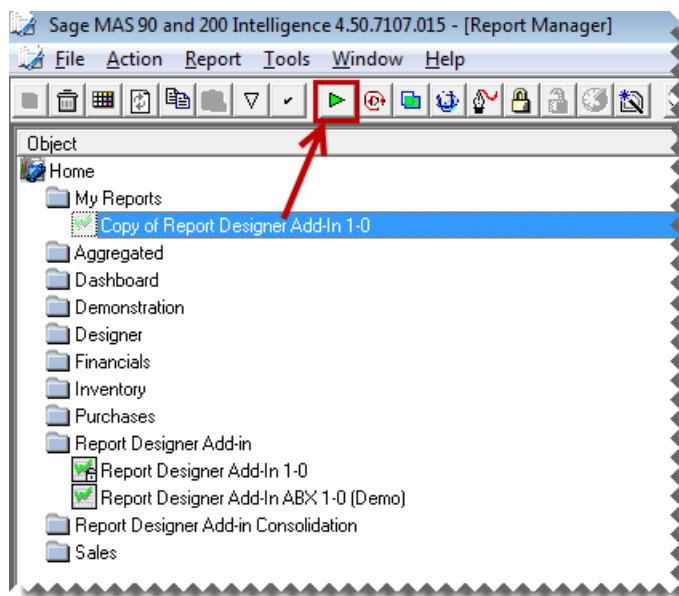 Sage MAS 90 and 200 Intelligence 4.50.7107.015 - [Report Manager]
File Action Report Tools Window Help
Object
Home
My Reports
Copy of Report Designer Add-In 1-0
Aggregated
Dashboard
Demonstration
Designer
Financials
Inventory
Purchases
Report Designer Add-in
Report Designer Add-In 1-0
Report Designer Add-In ABX 1-0 (Demo)
Report Designer Add-in Consolidation
Sales